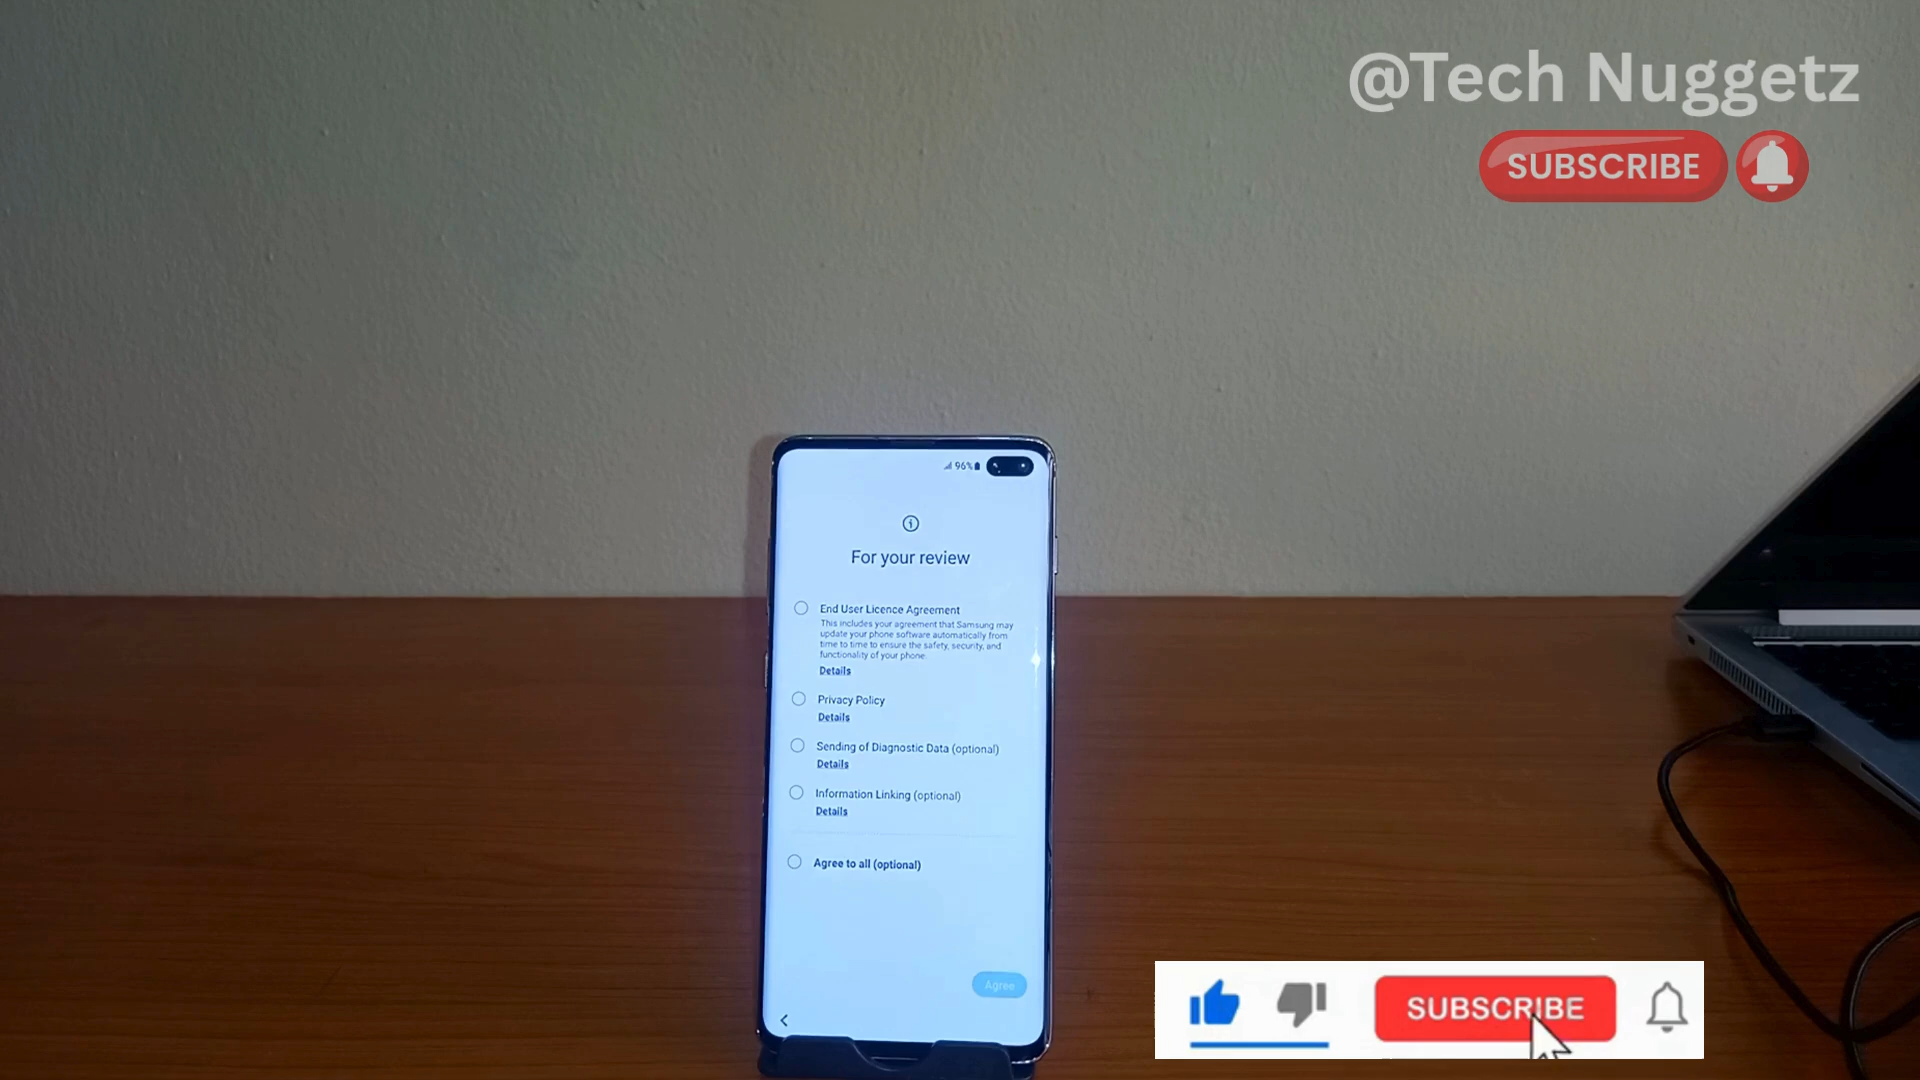 @Tech Nuggetz
SUBSCRIBE
96%
For your review
End User Licence Agreement
This includes your agreement that Samsung may
update your phone software automatically from
time to time to ensure the safety, security, and
functionality of your phone.
Details
Privacy Policy
Details
Sending of Diagnostic Data (optional)
Details
Information Linking (optional)
Details
Agree to all (optional)
Agree
SUBSCRIBE